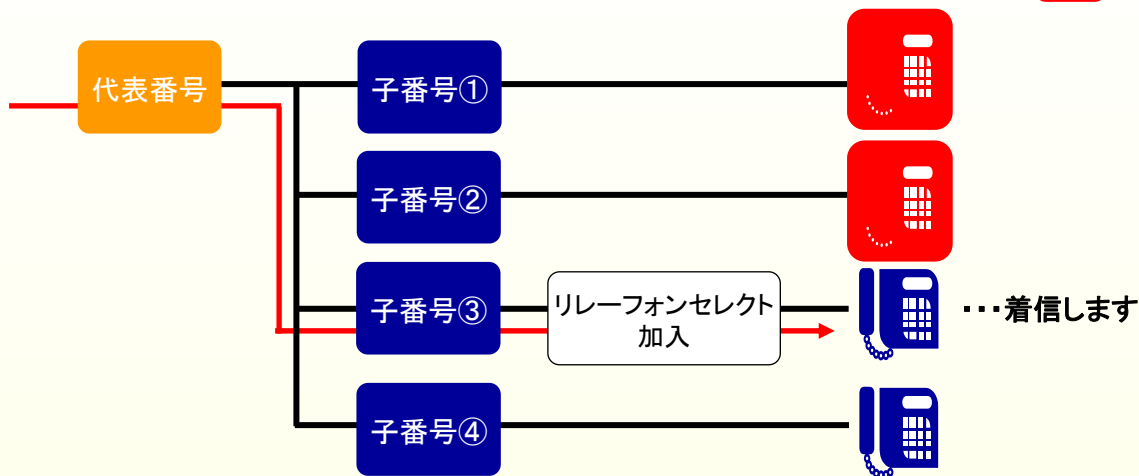 代表番号
子番号①
子番号②
子番号③
リレーフォンセレクト
加入
・・・着信します
子番号④